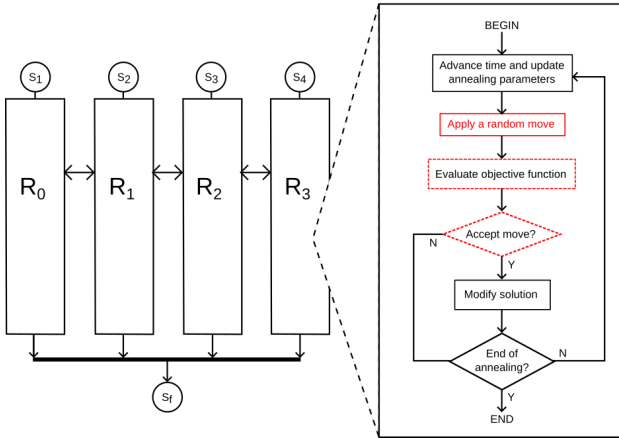 S1
S2
S3
S4
R0
R1
R2
R3
Sf
BEGIN
Advance time and update
annealing parameters
Apply a random move
Evaluate objective function
Accept move?
N
Y
Modify solution
End of
annealing?
N
Y
END